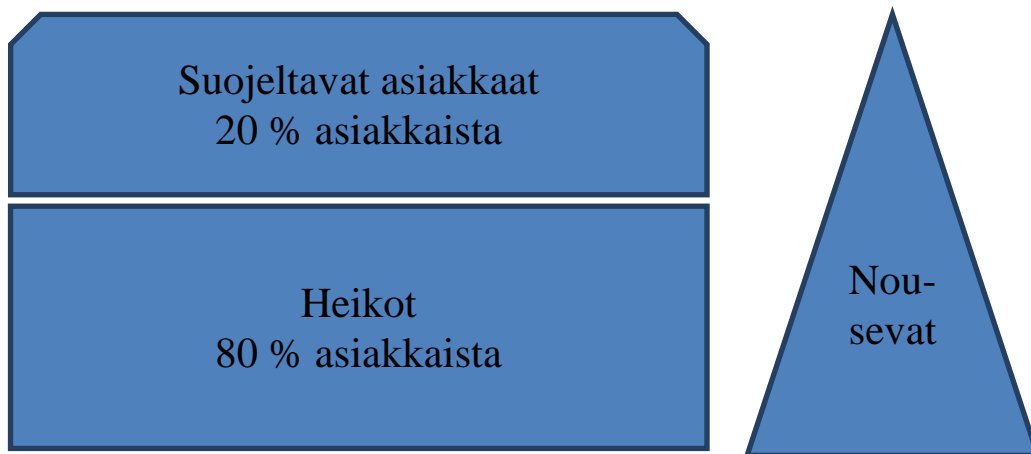 Suojeltavat asiakkaat
20 % asiakkaista
Heikot
80 % asiakkaista
Nou-
sevat